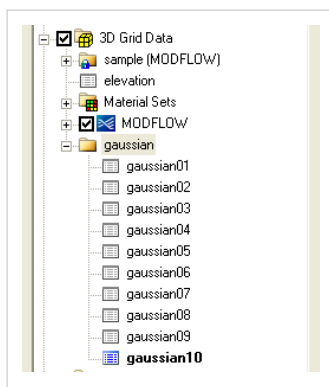 3D Grid Data
sample (MODFLOW)
elevation
Material Sets
MODFLOW
gaussian
gaussian01
gaussian02
gaussian03
gaussian04
gaussian05
gaussian06
gaussian07
gaussian08
gaussian09
gaussian10